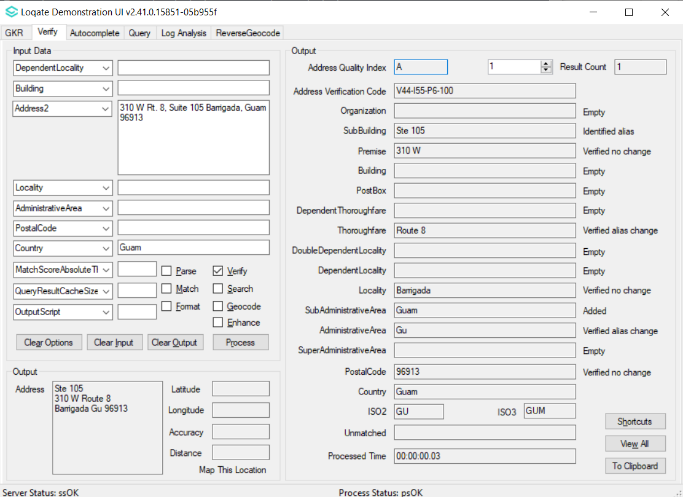 Loqate Demonstration UI v2.41.0.15851-05b955f
GKR Verify Autocomplete Query Log Analysis ReverseGeocode
Input Data
DependentLocality
Building
Address2 310 W Rt. 8, Suite 105 Barrigada, Guam
96913
Locality
AdministrativeArea
PostalCode
Country Guam
MatchScoreAbsoluteTl Parse Verify
QueryResultCacheSize Match Search
OutputScript Format Geocode
Enhance
Clear Options Clear Input Clear Output Process
Output
Address Ste 105
310 W Route 8
Barrigada Gu 96913
Latitude
Longitude
Accuracy
Distance
Map This Location
Output
Address Quality Index A 1 Result Count 1
Address Verification Code V44-I55-P6-100
Organization Empty
SubBuilding Ste 105 Identified alias
Premise 310 W Verified no change
Building Empty
PostBox Empty
DependentThoroughfare Empty
Thoroughfare Route 8 Verified alias change
DoubleDependentLocality Empty
DependentLocality Empty
Locality Barrigada Verified no change
SubAdministrativeArea Guam Added
AdministrativeArea Gu Verified alias change
SuperAdministrativeArea Empty
PostalCode 96913 Verified no change
Country Guam
ISO2 GU ISO3 GUM
Unmatched
Processed Time 00:00:00.03
Shortcuts
View All
To Clipboard
Server Status: ssOK Process Status: psOK